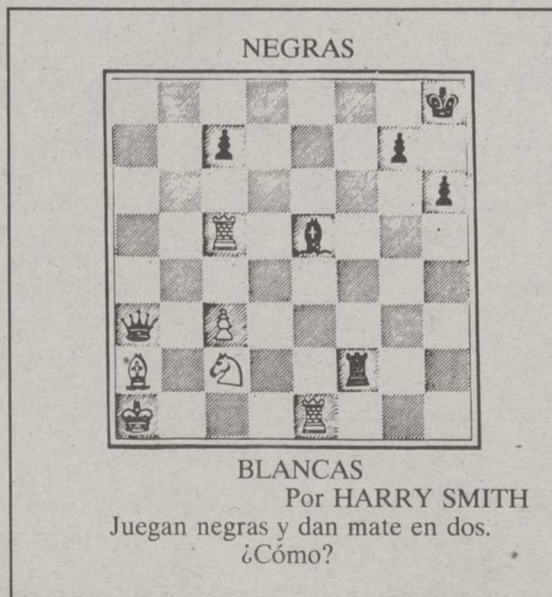 NEGRAS
BLANCAS
Por HARRY SMITH
Juegan negras y dan mate en dos.
¿Cómo?